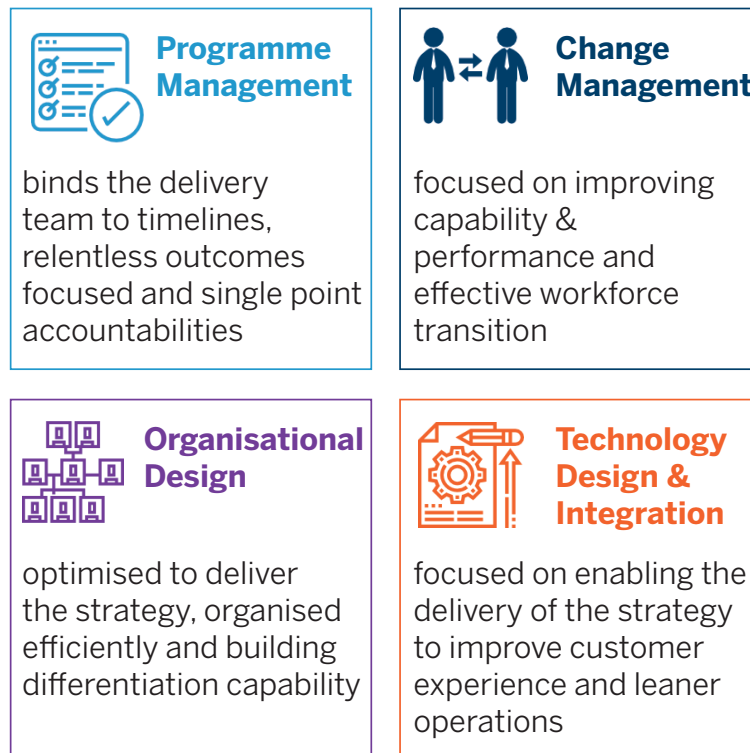 Programme
Management
binds the delivery
team to timelines,
relentless outcomes
focused and single point
accountabilities
Change
Management
focused on improving
capability &
performance and
effective workforce
transition
Organisational
Design
optimised to deliver
the strategy, organised
efficiently and building
differentiation capability
Technology
Design &
Integration
focused on enabling the
delivery of the strategy
to improve customer
experience and leaner
operations